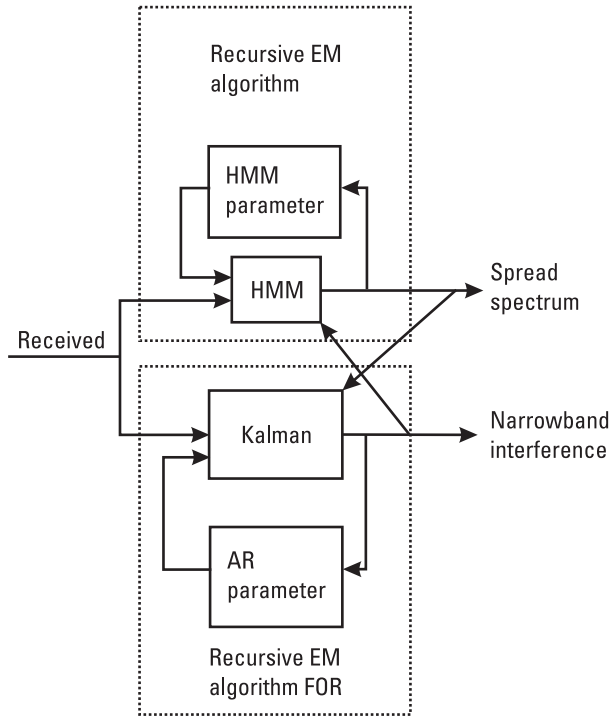 Recursive EM
algorithm
HMM
parameter
HMM
Spread
spectrum
Received
Kalman
Narrowband
interference
AR
parameter
Recursive EM
algorithm FOR